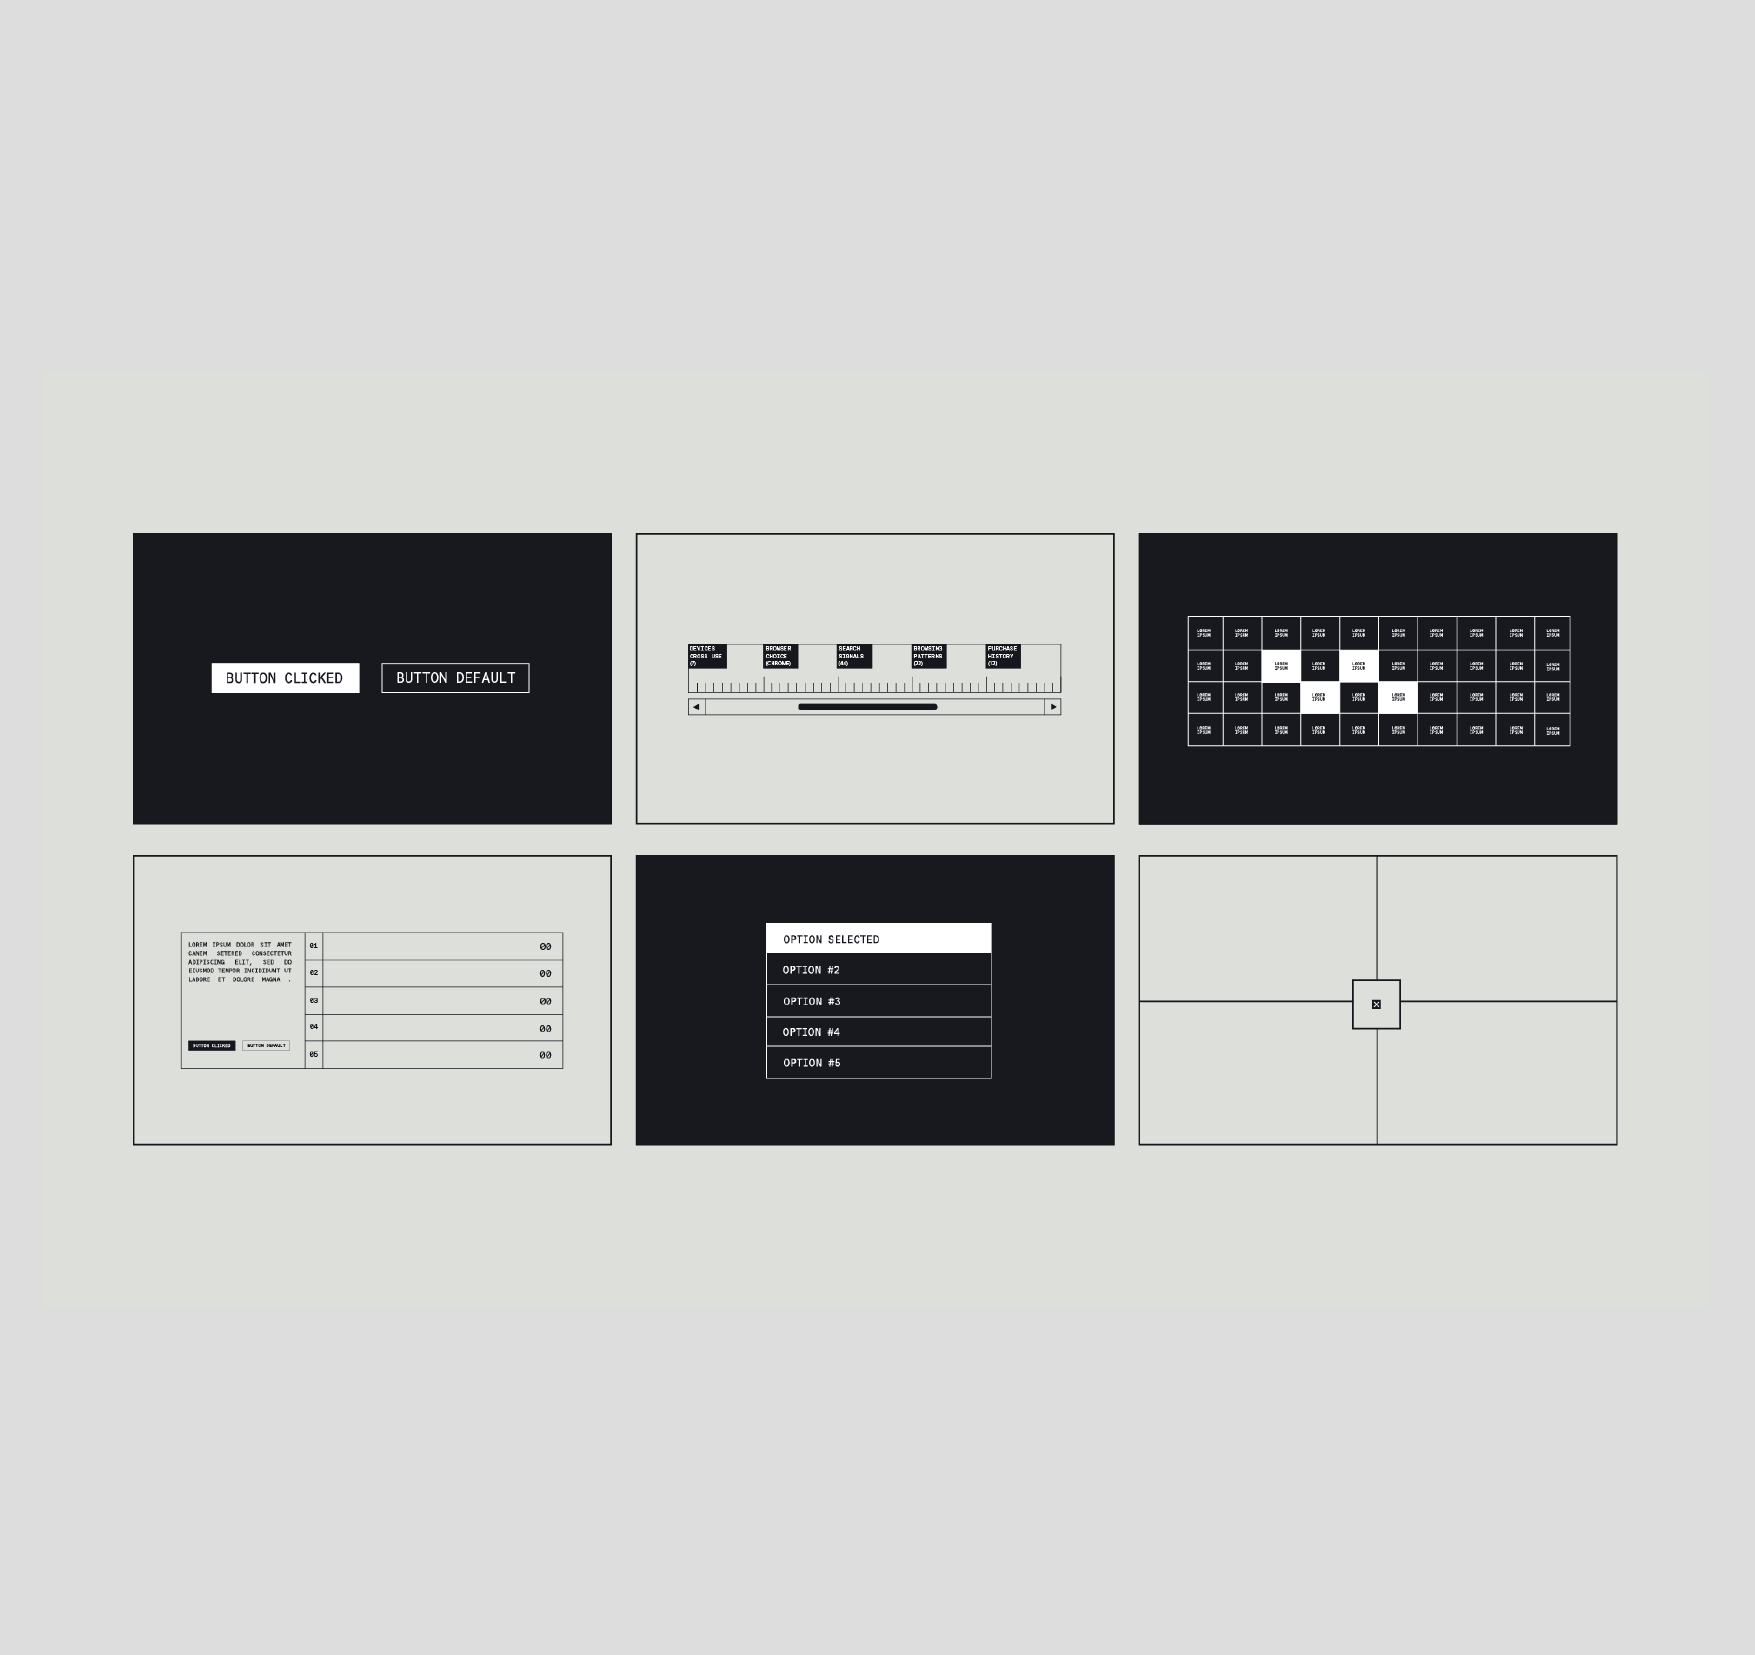 BUTTON CLICKED
BUTTON DEFAULT
DEVICES
CROSS USE
(7)
BROWSER
CHOICE
(CHROME)
SEARCH
SIGNALS
(44)
BROWSING
PATTERNS
PURCHASE
HISTORY
LOREM IPSUM LOREM IPSUM LOREM IPSUM LOREM IPSUM LOREM IPSUM LOREM IPSUM LOREM IPSUM LOREM IPSUM LOREM IPSUM LOREM IPSUM
LOREM IPSUM LOREM IPSUM LOREM IPSUM LOREM IPSUM LOREM IPSUM LOREM IPSUM LOREM IPSUM LOREM IPSUM LOREM IPSUM LOREM IPSUM
LOREM IPSUM LOREM IPSUM LOREM IPSUM LOREM IPSUM LOREM IPSUM LOREM IPSUM LOREM IPSUM LOREM IPSUM LOREM IPSUM LOREM IPSUM
LOREM IPSUM LOREM IPSUM LOREM IPSUM LOREM IPSUM LOREM IPSUM LOREM IPSUM LOREM IPSUM LOREM IPSUM LOREM IPSUM LOREM IPSUM
LOREM IPSUM DOLOR SIT AMET
CANEM SETERED CONSECTETUR
ADIPISCING ELIT, SED DO
EIUSMOD TEMPOR INCIDIDUNT UT
LABORE ET DOLORE MAGNA .
BUTTON CLICKED
BUTTON DEFAULT
01 00
02 00
03 00
04 00
05 00
OPTION SELECTED
OPTION #2
OPTION #3
OPTION #4
OPTION #5